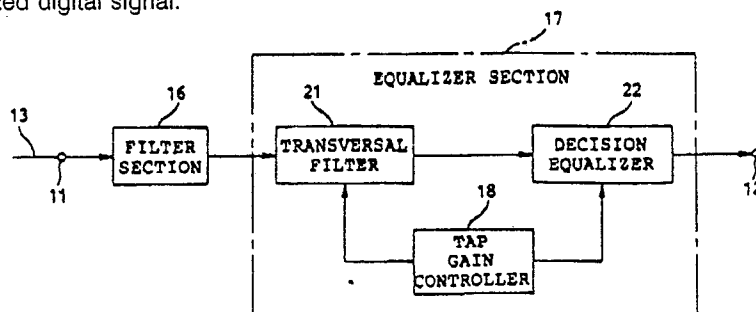 ed digital signal.
17
EQUALIZER SECTION
16
21
22
13
FILTER
SECTION
TRANSVERSAL
FILTER
DECISION
EQUALIZER
11
18
TAP
GAIN
CONTROLLER